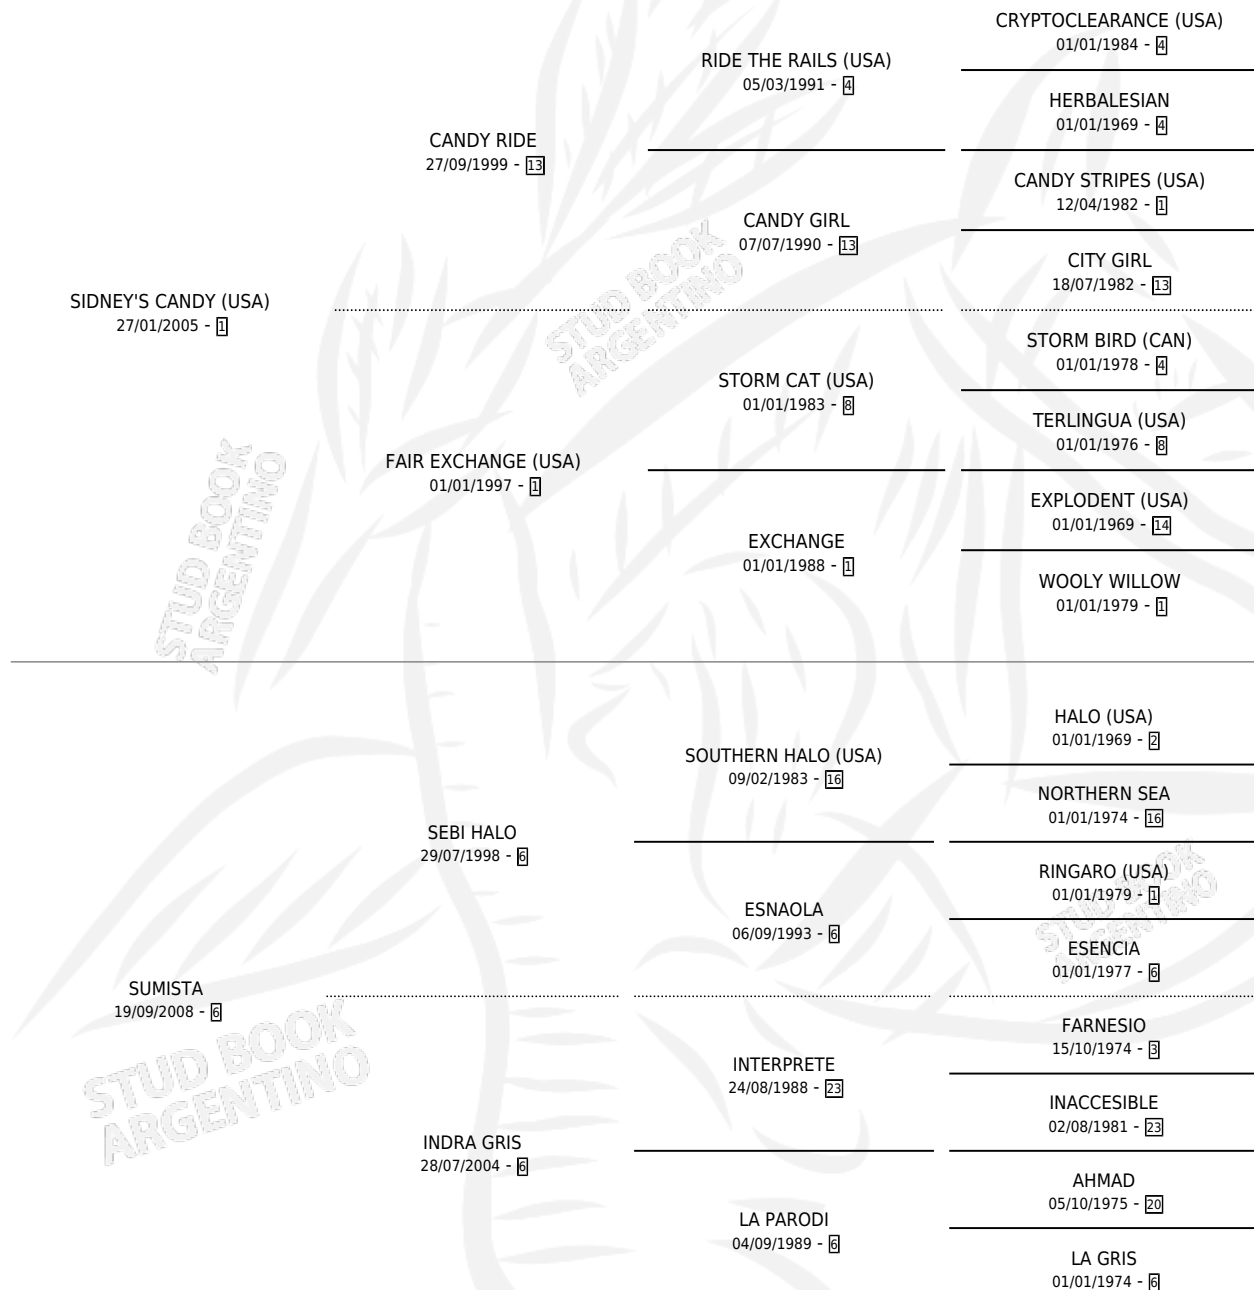 CRYPTOCLEARANCE (USA)
01/01/1984 - 4
RIDE THE RAILS (USA)
05/03/1991 - 4
HERBALESIAN
01/01/1969 - 4
CANDY RIDE
27/09/1999 - 13
CANDY STRIPES (USA)
12/04/1982 - 1
CANDY GIRL
07/07/1990 - 13
CITY GIRL
18/07/1982 - 13
SIDNEY'S CANDY (USA)
27/01/2005 - 1
STORM BIRD (CAN)
01/01/1978 - 4
STORM CAT (USA)
01/01/1983 - 8
TERLINGUA (USA)
01/01/1976 - 8
FAIR EXCHANGE (USA)
01/01/1997 - 1
EXPLODENT (USA)
01/01/1969 - 14
EXCHANGE
01/01/1988 - 1
WOOLY WILLOW
01/01/1979 - 1
HALO (USA)
01/01/1969 - 2
SOUTHERN HALO (USA)
09/02/1983 - 16
NORTHERN SEA
01/01/1974 - 16
SEBI HALO
29/07/1998 - 6
RINGARO (USA)
01/01/1979 - 1
ESNAOLA
06/09/1993 - 6
ESENCIA
01/01/1977 - 6
SUMISTA
19/09/2008 - 6
FARNESIO
15/10/1974 - 3
INTERPRETE
24/08/1988 - 23
INACCESIBLE
02/08/1981 - 23
INDRA GRIS
28/07/2004 - 6
AHMAD
05/10/1975 - 20
LA PARODI
04/09/1989 - 6
LA GRIS
01/01/1974 - 6
STUD BOOK
ARGENTINO
STUD BOOK
ARGENTINO
STUD BOOK
ARGENTINO
STUD BOOK
ARGENTINO